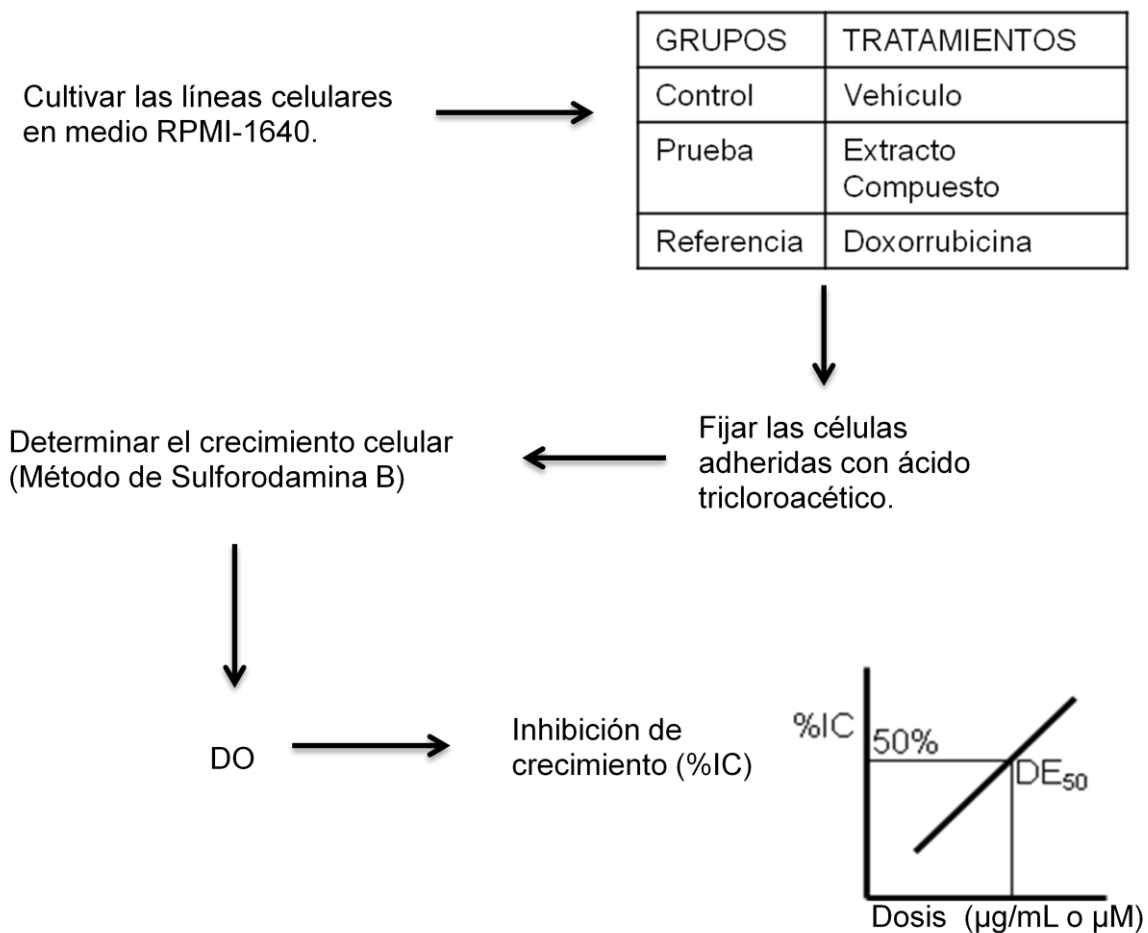 Cultivar las líneas celulares
en medio RPMI-1640.
GRUPOS TRATAMIENTOS
Control Vehículo
Prueba Extracto
Compuesto
Referencia Doxorrubicina
Fijar las células
adheridas con ácido
tricloroacético.
Determinar el crecimiento celular
(Método de Sulforodamina B)
DO
Inhibición de
crecimiento (%IC)
%IC
50%
DE50
Dosis (µg/mL o µM)